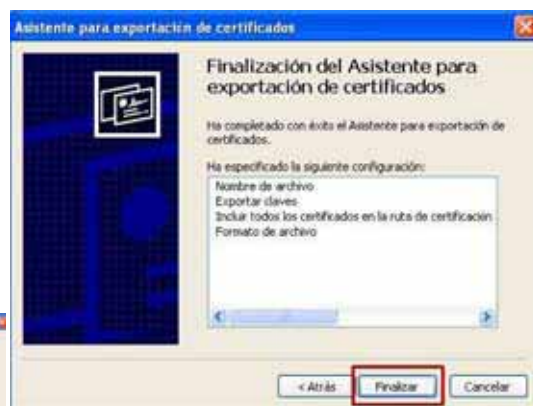 Asistente para exportación de certificados
Finalización del Asistente para
exportación de certificados
Ha completado con éxito el Asistente para exportación de
certificados.
Ha especificado la siguiente configuración:
Nombre de archivo
Exportar claves
Incluir todos los certificados en la ruta de certificación
Formato de archivo
< Atrás
Finalizar
Cancelar